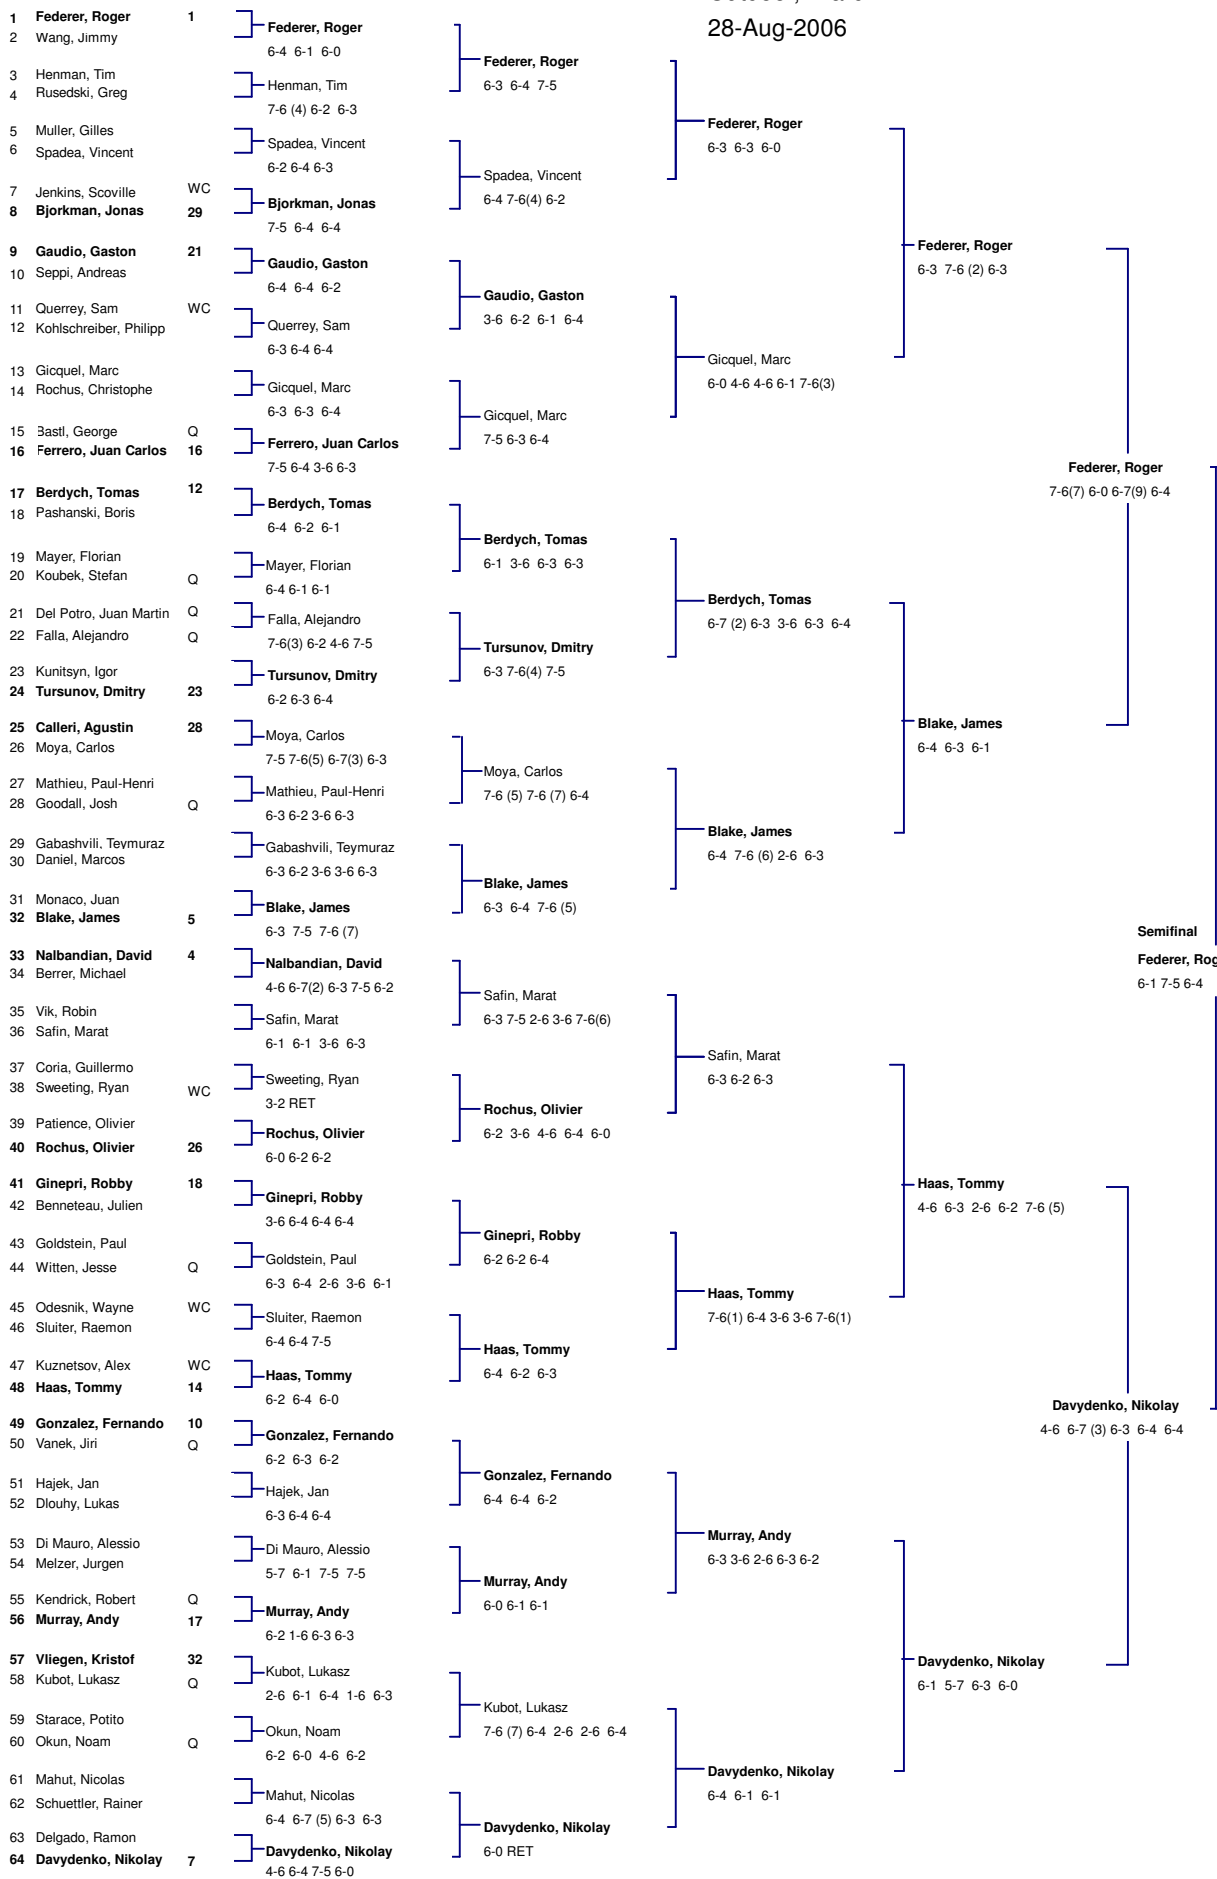 28-Aug-2006
1 Federer, Roger 1
2 Wang, Jimmy
3 Henman, Tim
4 Rusedski, Greg
5 Muller, Gilles
6 Spadea, Vincent
7 Jenkins, Scoville WC
8 Bjorkman, Jonas 29
9 Gaudio, Gaston 21
10 Seppi, Andreas
11 Querrey, Sam WC
12 Kohlschreiber, Philipp
13 Gicquel, Marc
14 Rochus, Christophe
15 Bastl, George Q
16 Ferrero, Juan Carlos 16
17 Berdych, Tomas 12
18 Pashanski, Boris
19 Mayer, Florian
20 Koubek, Stefan Q
21 Del Potro, Juan Martin Q
22 Falla, Alejandro Q
23 Kunitsyn, Igor
24 Tursunov, Dmitry 23
25 Calleri, Agustin 28
26 Moya, Carlos
27 Mathieu, Paul-Henri
28 Goodall, Josh Q
29 Gabashvili, Teymuraz
30 Daniel, Marcos
31 Monaco, Juan
32 Blake, James 5
33 Nalbandian, David 4
34 Berrer, Michael
35 Vik, Robin
36 Safin, Marat
37 Coria, Guillermo
38 Sweeting, Ryan WC
39 Patience, Olivier
40 Rochus, Olivier 26
41 Ginepri, Robby 18
42 Benneteau, Julien
43 Goldstein, Paul
44 Witten, Jesse Q
45 Odesnik, Wayne WC
46 Sluiter, Raemon
47 Kuznetsov, Alex WC
48 Haas, Tommy 14
49 Gonzalez, Fernando 10
50 Vanek, Jiri Q
51 Hajek, Jan
52 Dlouhy, Lukas
53 Di Mauro, Alessio
54 Melzer, Jurgen
55 Kendrick, Robert Q
56 Murray, Andy 17
57 Vliegen, Kristof 32
58 Kubot, Lukasz Q
59 Starace, Potito
60 Okun, Noam Q
61 Mahut, Nicolas
62 Schuettler, Rainer
63 Delgado, Ramon
64 Davydenko, Nikolay 7
Federer, Roger
6-4 6-1 6-0
Henman, Tim
7-6 (4) 6-2 6-3
Spadea, Vincent
6-2 6-4 6-3
Bjorkman, Jonas
7-5 6-4 6-4
Gaudio, Gaston
6-4 6-4 6-2
Querrey, Sam
6-3 6-4 6-4
Gicquel, Marc
6-3 6-3 6-4
Ferrero, Juan Carlos
7-5 6-4 3-6 6-3
Berdych, Tomas
6-4 6-2 6-1
Mayer, Florian
6-4 6-1 6-1
Falla, Alejandro
7-6(3) 6-2 4-6 7-5
Tursunov, Dmitry
6-2 6-3 6-4
Moya, Carlos
7-5 7-6(5) 6-7(3) 6-3
Mathieu, Paul-Henri
6-3 6-2 3-6 6-3
Gabashvili, Teymuraz
6-3 6-2 3-6 3-6 6-3
Blake, James
6-3 7-5 7-6 (7)
Nalbandian, David
4-6 6-7(2) 6-3 7-5 6-2
Safin, Marat
6-1 6-1 3-6 6-3
Sweeting, Ryan
3-2 RET
Rochus, Olivier
6-0 6-2 6-2
Ginepri, Robby
3-6 6-4 6-4 6-4
Goldstein, Paul
6-3 6-4 2-6 3-6 6-1
Sluiter, Raemon
6-4 6-4 7-5
Haas, Tommy
6-2 6-4 6-0
Gonzalez, Fernando
6-2 6-3 6-2
Hajek, Jan
6-3 6-4 6-4
Di Mauro, Alessio
5-7 6-1 7-5 7-5
Murray, Andy
6-2 1-6 6-3 6-3
Kubot, Lukasz
2-6 6-1 6-4 1-6 6-3
Okun, Noam
6-2 6-0 4-6 6-2
Mahut, Nicolas
6-4 6-7 (5) 6-3 6-3
Davydenko, Nikolay
4-6 6-4 7-5 6-0
Federer, Roger
6-3 6-4 7-5
Spadea, Vincent
6-4 7-6(4) 6-2
Gaudio, Gaston
3-6 6-2 6-1 6-4
Gicquel, Marc
7-5 6-3 6-4
Berdych, Tomas
6-1 3-6 6-3 6-3
Tursunov, Dmitry
6-3 7-6(4) 7-5
Moya, Carlos
7-6 (5) 7-6 (7) 6-4
Blake, James
6-3 6-4 7-6 (5)
Safin, Marat
6-3 7-5 2-6 3-6 7-6(6)
Rochus, Olivier
6-2 3-6 4-6 6-4 6-0
Ginepri, Robby
6-2 6-2 6-4
Haas, Tommy
6-4 6-2 6-3
Gonzalez, Fernando
6-4 6-4 6-2
Murray, Andy
6-0 6-1 6-1
Kubot, Lukasz
7-6 (7) 6-4 2-6 2-6 6-4
Davydenko, Nikolay
6-0 RET
Federer, Roger
6-3 6-3 6-0
Gicquel, Marc
6-0 4-6 4-6 6-1 7-6(3)
Berdych, Tomas
6-7 (2) 6-3 3-6 6-3 6-4
Blake, James
6-4 7-6 (6) 2-6 6-3
Safin, Marat
6-3 6-2 6-3
Haas, Tommy
7-6(1) 6-4 3-6 3-6 7-6(1)
Murray, Andy
6-3 3-6 2-6 6-3 6-2
Davydenko, Nikolay
6-4 6-1 6-1
Federer, Roger
6-3 7-6 (2) 6-3
Blake, James
6-4 6-3 6-1
Haas, Tommy
4-6 6-3 2-6 6-2 7-6 (5)
Davydenko, Nikolay
6-1 5-7 6-3 6-0
Federer, Roger
7-6(7) 6-0 6-7(9) 6-4
Davydenko, Nikolay
4-6 6-7 (3) 6-3 6-4 6-4
Semifinal
Federer, Rog
6-1 7-5 6-4